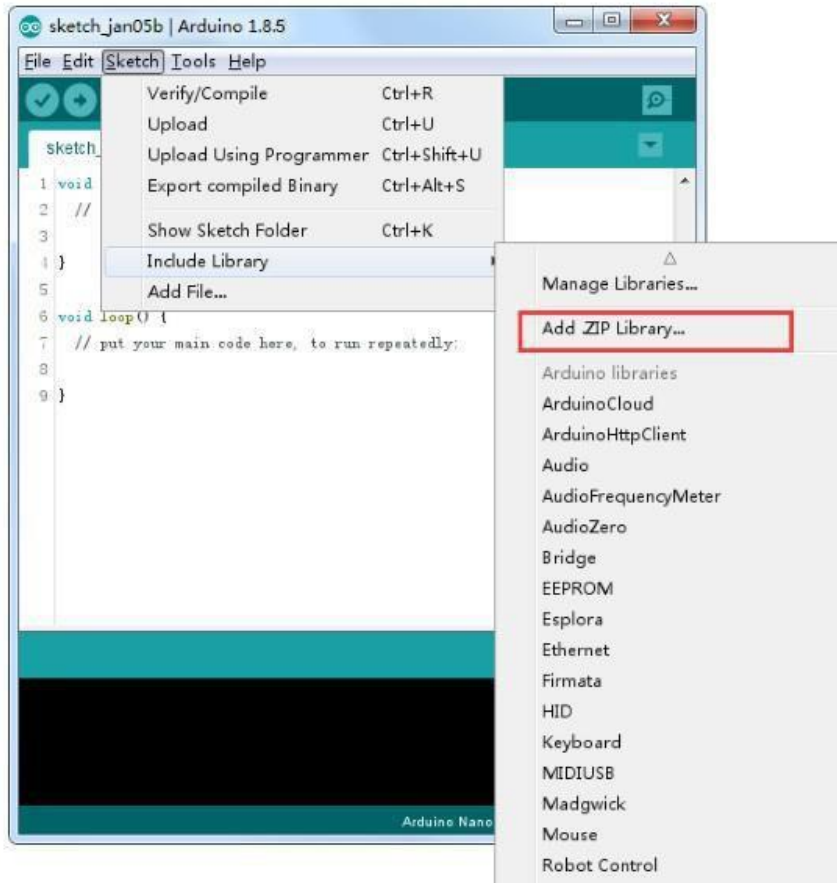 sketch_jan05b | Arduino 1.8.5
File Edit Sketch Tools Help
Verify/Compile Ctrl+R
Upload Ctrl+U
Upload Using Programmer Ctrl+Shift+U
Export compiled Binary Ctrl+Alt+S
Show Sketch Folder Ctrl+K
Include Library
Add File...
sketch_
1 void
2 //
3
4 }
5
6 void loop() {
7 // put your main code here, to run repeatedly:
8
9 }
Manage Libraries...
Add .ZIP Library...
Arduino libraries
ArduinoCloud
ArduinoHttpClient
Audio
AudioFrequencyMeter
AudioZero
Bridge
EEPROM
Esplora
Ethernet
Firmata
HID
Keyboard
MIDIUSB
Madgwick
Mouse
Robot Control
Arduino Nano